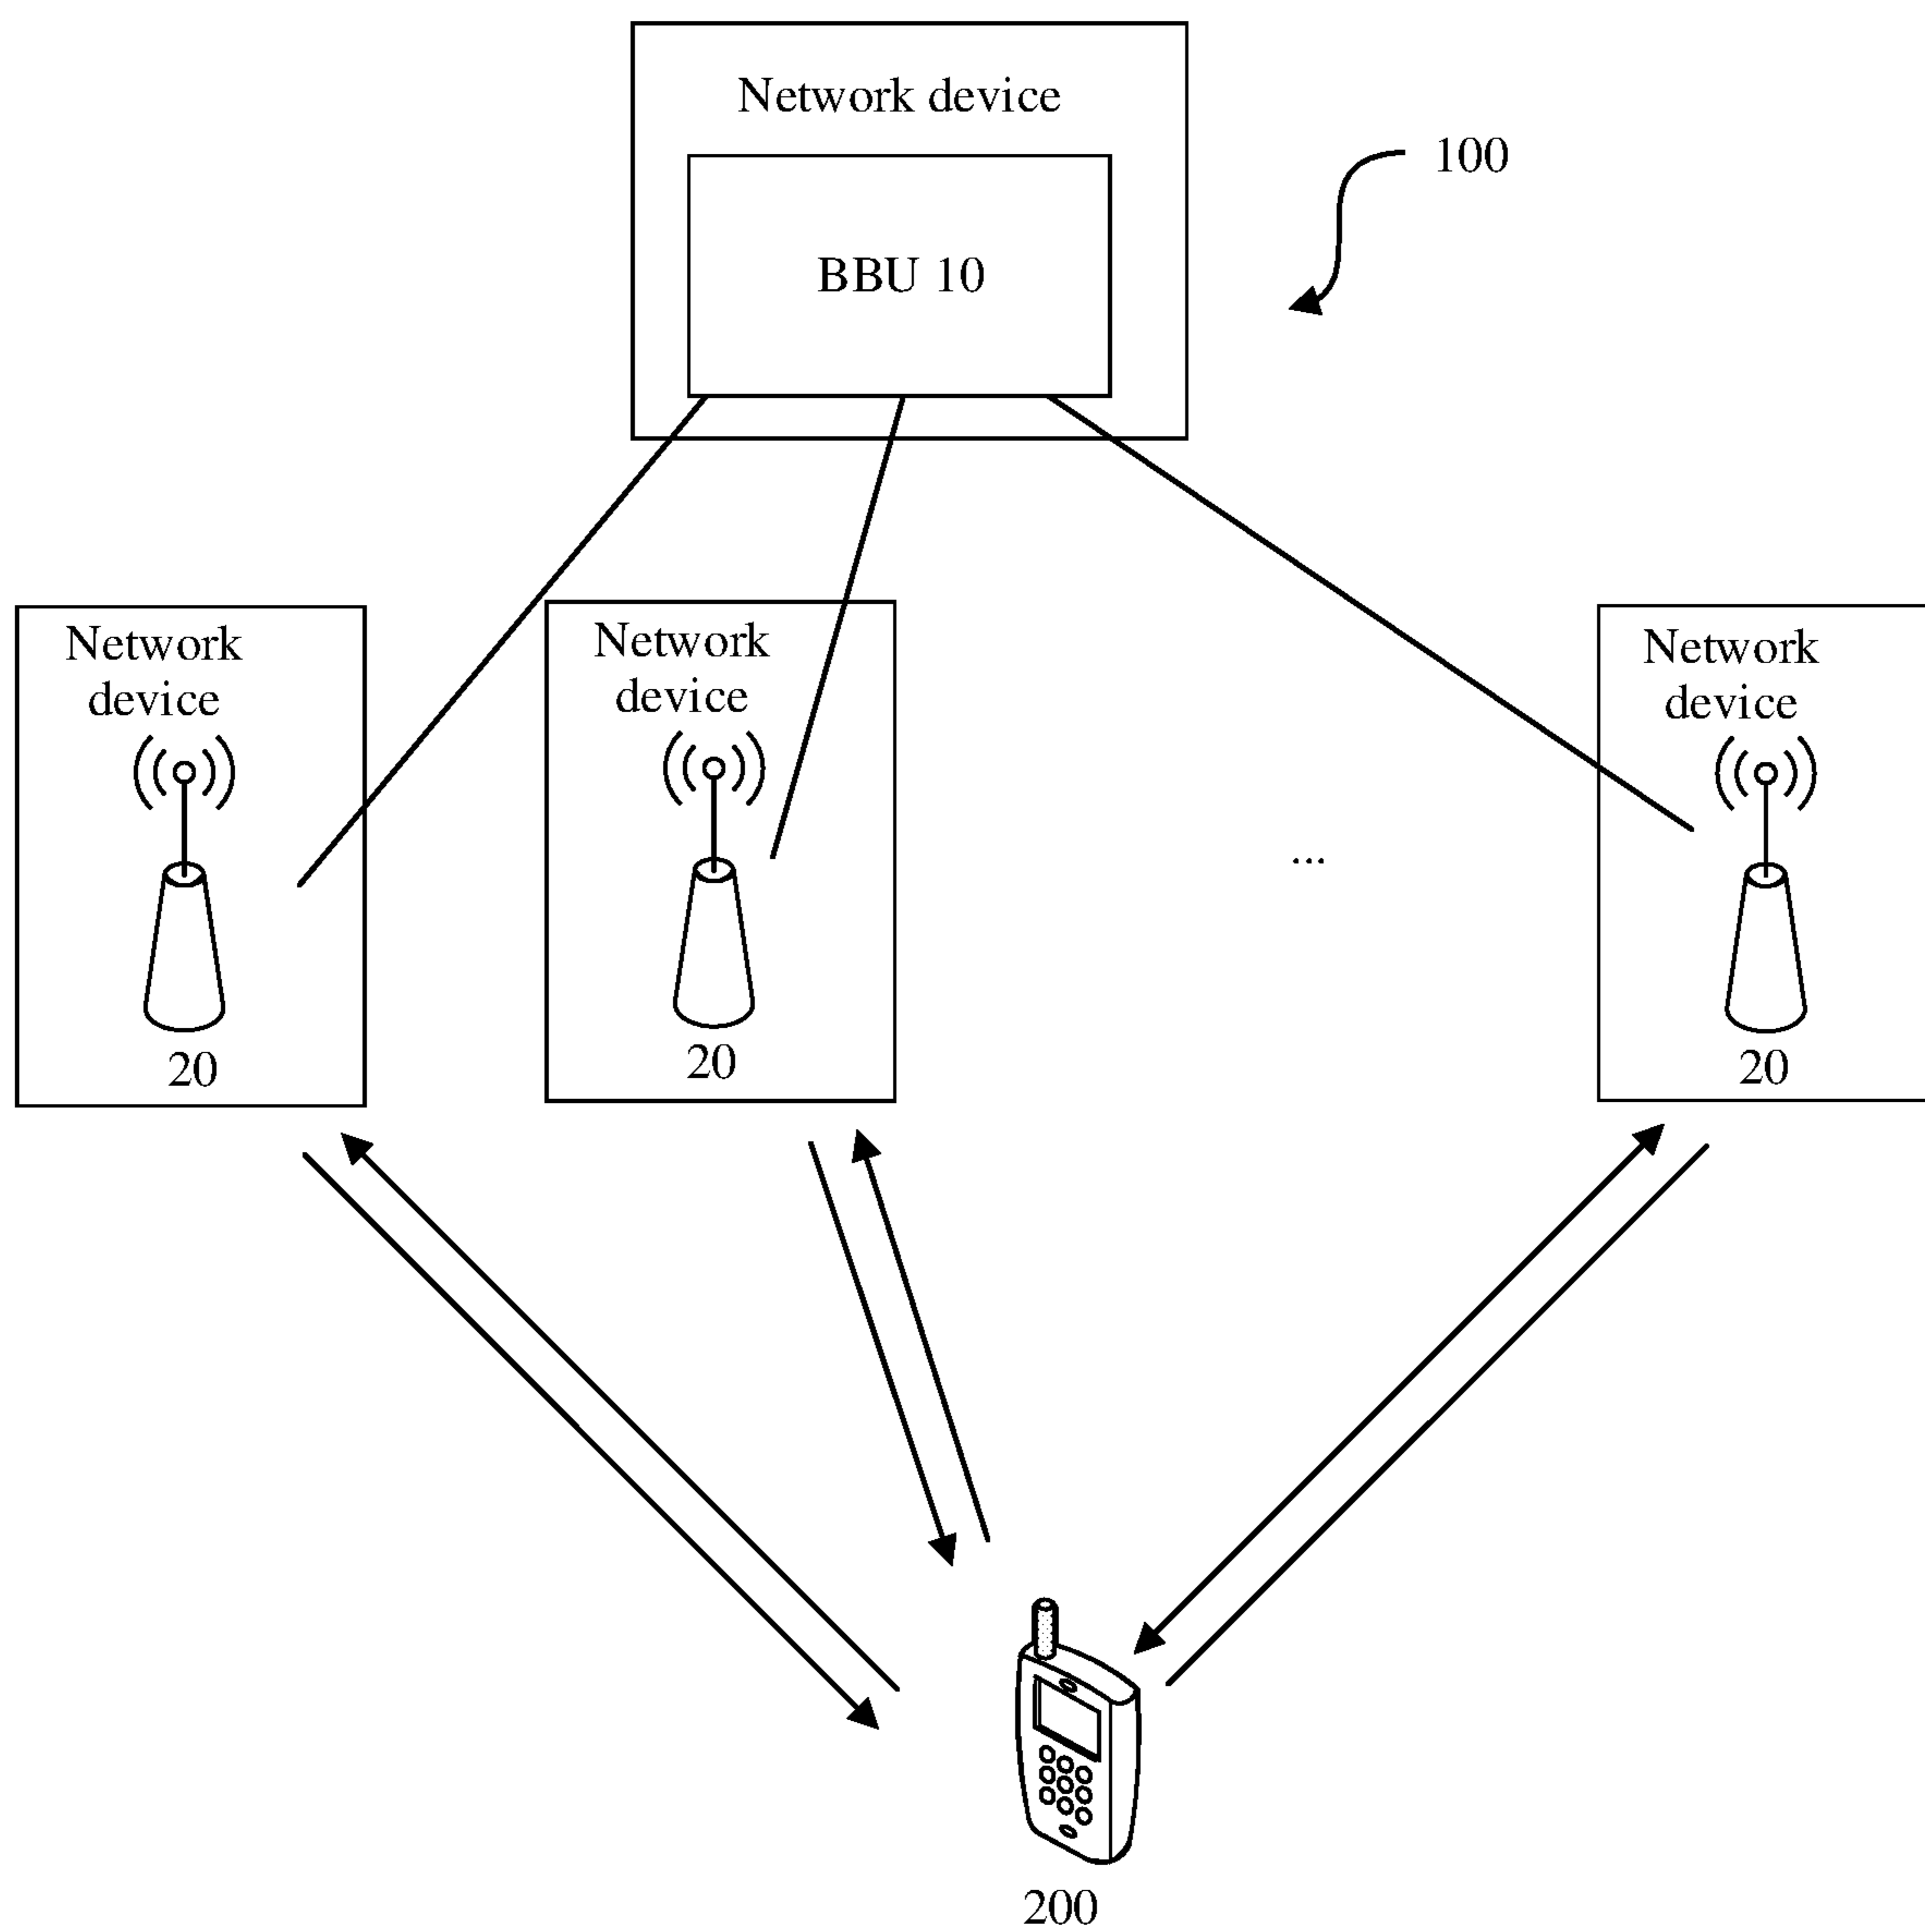 Network device
100
BBU 10
Network
device
20
Network
device
20
...
Network
device
20
200